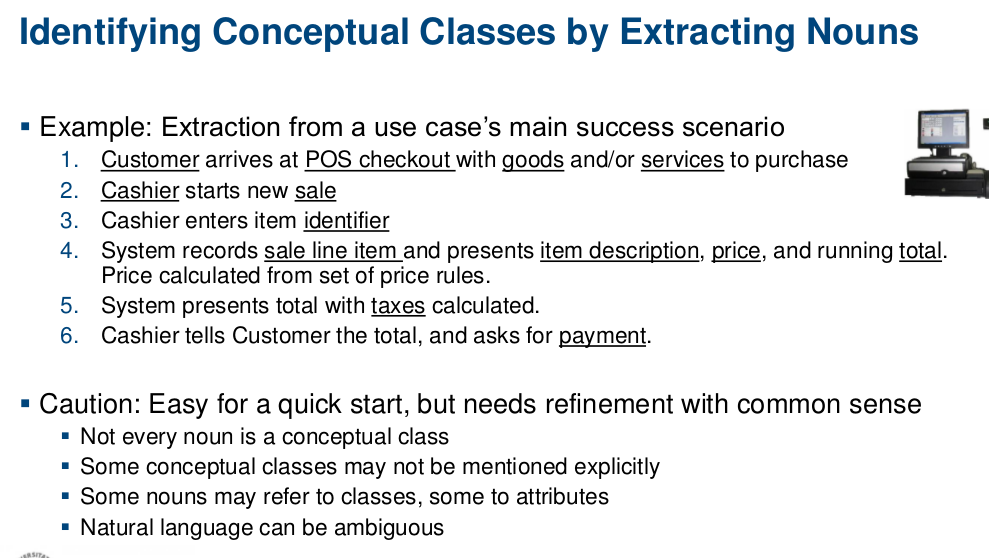 Identifying Conceptual Classes by Extracting Nouns
▪ Example: Extraction from a use case's main success scenario
1. Customer arrives at POS checkout with goods and/or services to purchase
2. Cashier starts new sale
3. Cashier enters item identifier
4. System records sale line item and presents item description, price, and running total.
Price calculated from set of price rules.
5. System presents total with taxes calculated.
6. Cashier tells Customer the total, and asks for payment.
▪ Caution: Easy for a quick start, but needs refinement with common sense
▪ Not every noun is a conceptual class
▪ Some conceptual classes may not be mentioned explicitly
▪ Some nouns may refer to classes, some to attributes
▪ Natural language can be ambiguous